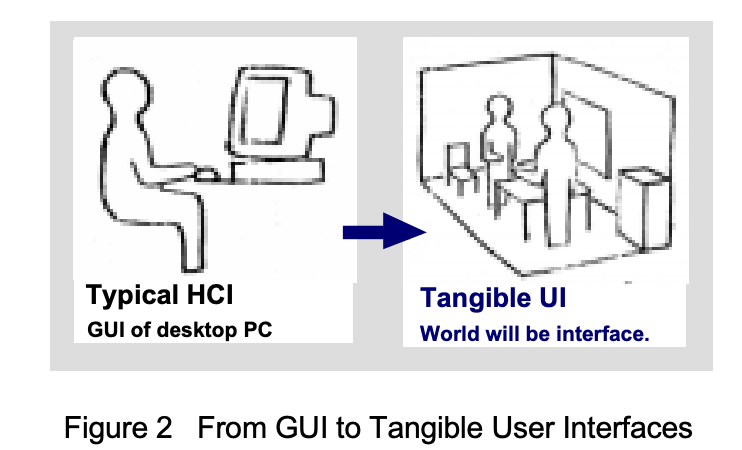 Typical HCI
GUI of desktop PC
Tangible UI
World will be interface.
Figure 2 From GUI to Tangible User Interfaces